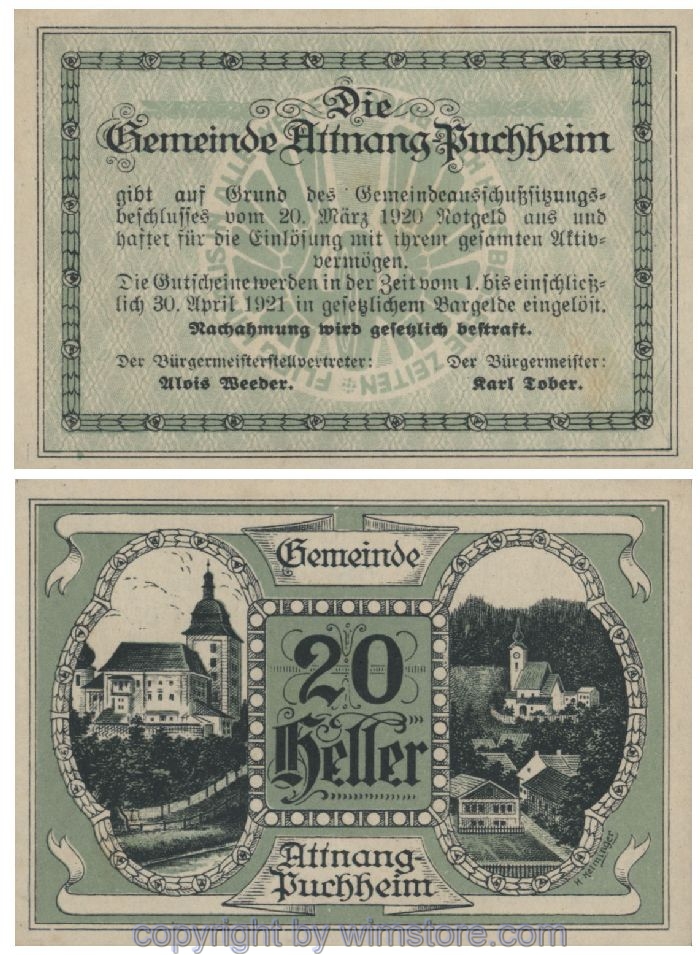 Die
Gemeinde Attnang-Puchheim
gibt auf Grund des Gemeindeausschußsitzungs-
beschlusses vom 20. März 1920 Notgeld aus und
haftet für die Einlösung mit ihrem gesamten Aktiv-
vermögen.
Die Gutscheine werden in der Zeit vom 1. bis einschließ-
lich 30. April 1921 in gesetzlichem Bargelde eingelöst.
Nachahmung wird gesetzlich bestraft.
Der Bürgermeisterstellvertreter: Der Bürgermeister:
Alois Weeder. Karl Tober.
Gemeinde
20
Heller
Attnang-
Puchheim
copyright by wimstore.com